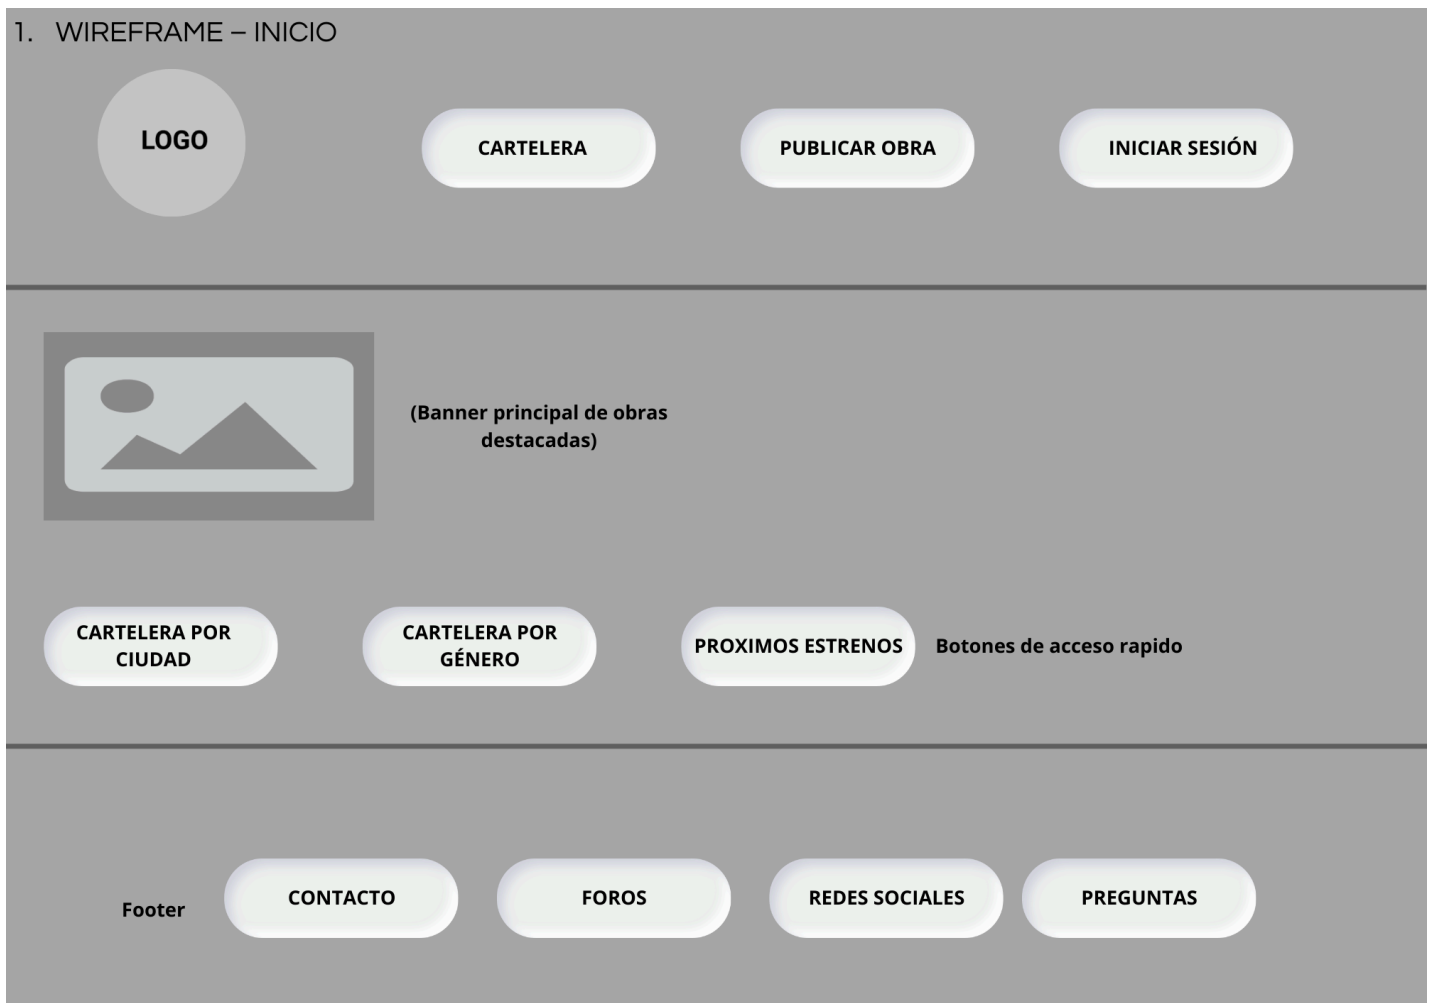 1. WIREFRAME – INICIO
LOGO
CARTELERA
PUBLICAR OBRA
INICIAR SESIÓN
(Banner principal de obras
destacadas)
CARTELERA POR
CIUDAD
CARTELERA POR
GÉNERO
PROXIMOS ESTRENOS
Botones de acceso rapido
Footer
CONTACTO
FOROS
REDES SOCIALES
PREGUNTAS